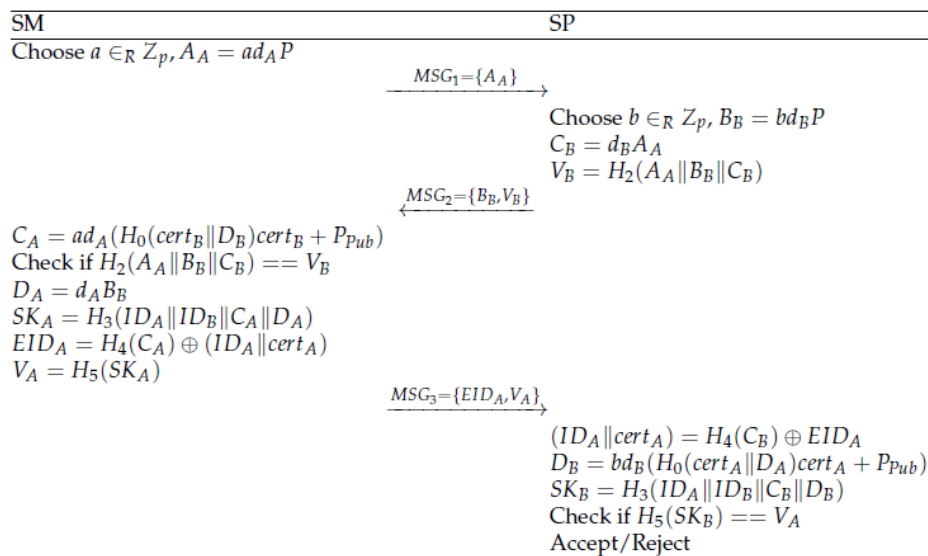 SM SP
Choose a ∈_R Z_p, A_A = ad_A P
MSG_1={A_A}
Choose b ∈_R Z_p, B_B = bd_B P
C_B = d_B A_A
V_B = H_2(A_A‖B_B‖C_B)
MSG_2={B_B,V_B}
C_A = ad_A(H_0(cert_B‖D_B)cert_B + P_Pub)
Check if H_2(A_A‖B_B‖C_B) == V_B
D_A = d_A B_B
SK_A = H_3(ID_A‖ID_B‖C_A‖D_A)
EID_A = H_4(C_A) ⊕ (ID_A‖cert_A)
V_A = H_5(SK_A)
MSG_3={EID_A,V_A}
(ID_A‖cert_A) = H_4(C_B) ⊕ EID_A
D_B = bd_B(H_0(cert_A‖D_A)cert_A + P_Pub)
SK_B = H_3(ID_A‖ID_B‖C_B‖D_B)
Check if H_5(SK_B) == V_A
Accept/Reject